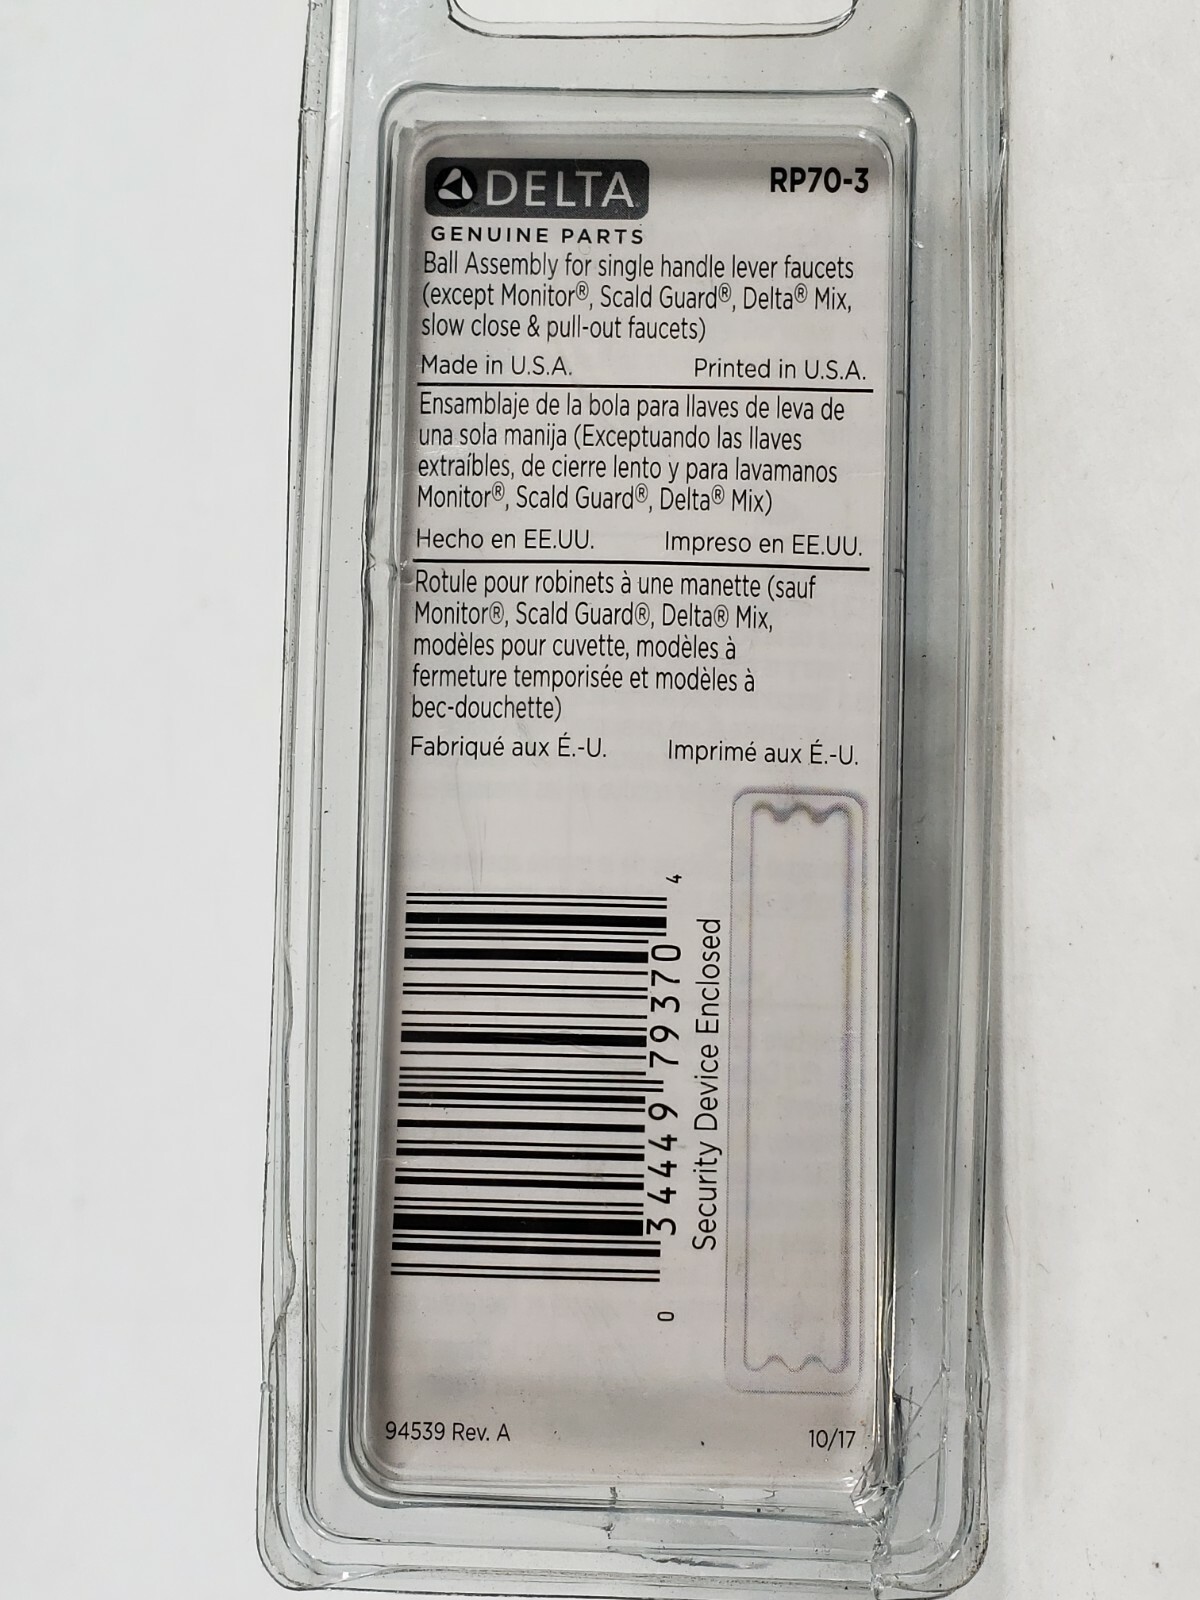 DELTA
RP70-3
GENUINE PARTS
Ball Assembly for single handle lever faucets
(except Monitor®, Scald Guard®, Delta® Mix,
slow close & pull-out faucets)
Made in U.S.A. Printed in U.S.A.
Ensamblaje de la bola para llaves de leva de
una sola manija (Exceptuando las llaves
extraíbles, de cierre lento y para lavamanos
Monitor®, Scald Guard®, Delta® Mix)
Hecho en EE.UU. Impreso en EE.UU.
Rotule pour robinets à une manette (sauf
Monitor®, Scald Guard®, Delta® Mix,
modèles pour cuvette, modèles à
fermeture temporisée et modèles à
bec-douchette)
Fabriqué aux É.-U. Imprimé aux É.-U.
0 34449 79370 4
Security Device Enclosed
94539 Rev. A
10/17